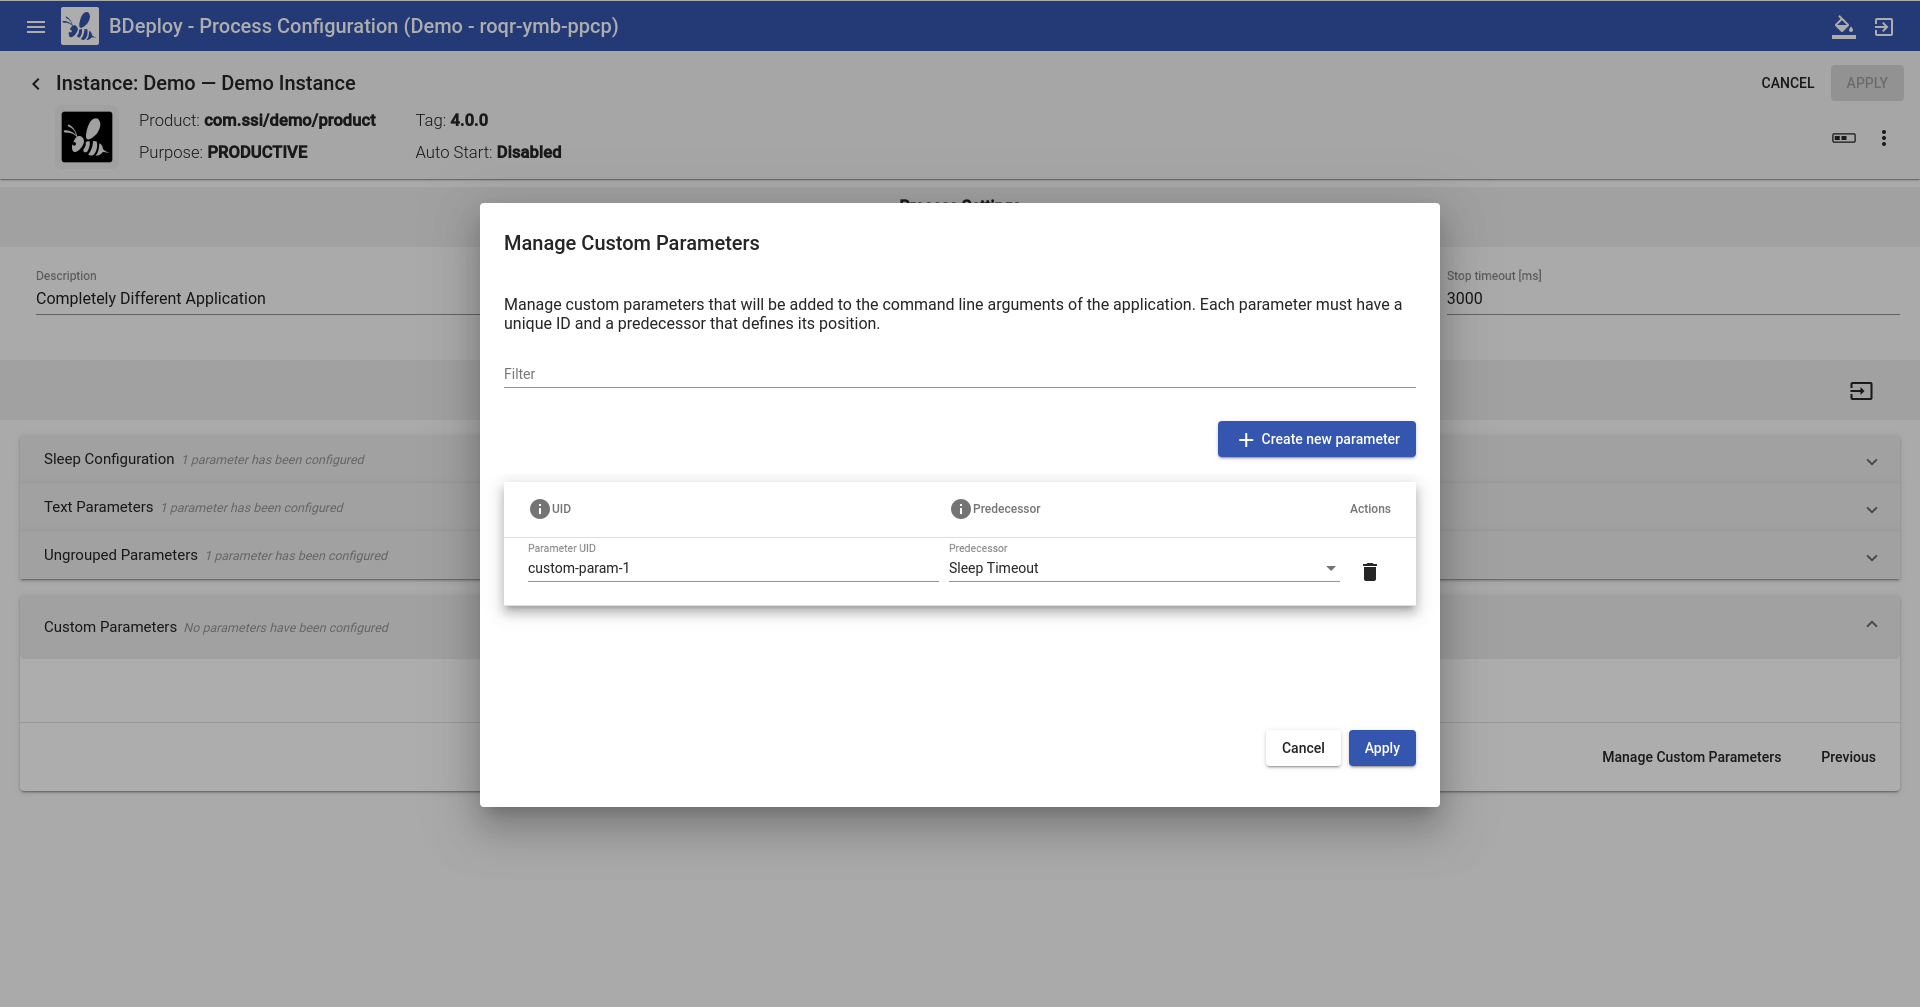 BDeploy - Process Configuration (Demo - roqr-ymb-ppcp)
Instance: Demo — Demo Instance
CANCEL
APPLY
Product: com.ssi/demo/product
Tag: 4.0.0
Purpose: PRODUCTIVE
Auto Start: Disabled
Process Settings
Description
Completely Different Application
Stop timeout [ms]
3000
Sleep Configuration 1 parameter has been configured
Text Parameters 1 parameter has been configured
Ungrouped Parameters 1 parameter has been configured
Custom Parameters No parameters have been configured
Manage Custom Parameters
Previous
Manage Custom Parameters
Manage custom parameters that will be added to the command line arguments of the application. Each parameter must have a
unique ID and a predecessor that defines its position.
Filter
Create new parameter
UID
Predecessor
Actions
Parameter UID
custom-param-1
Predecessor
Sleep Timeout
Cancel
Apply